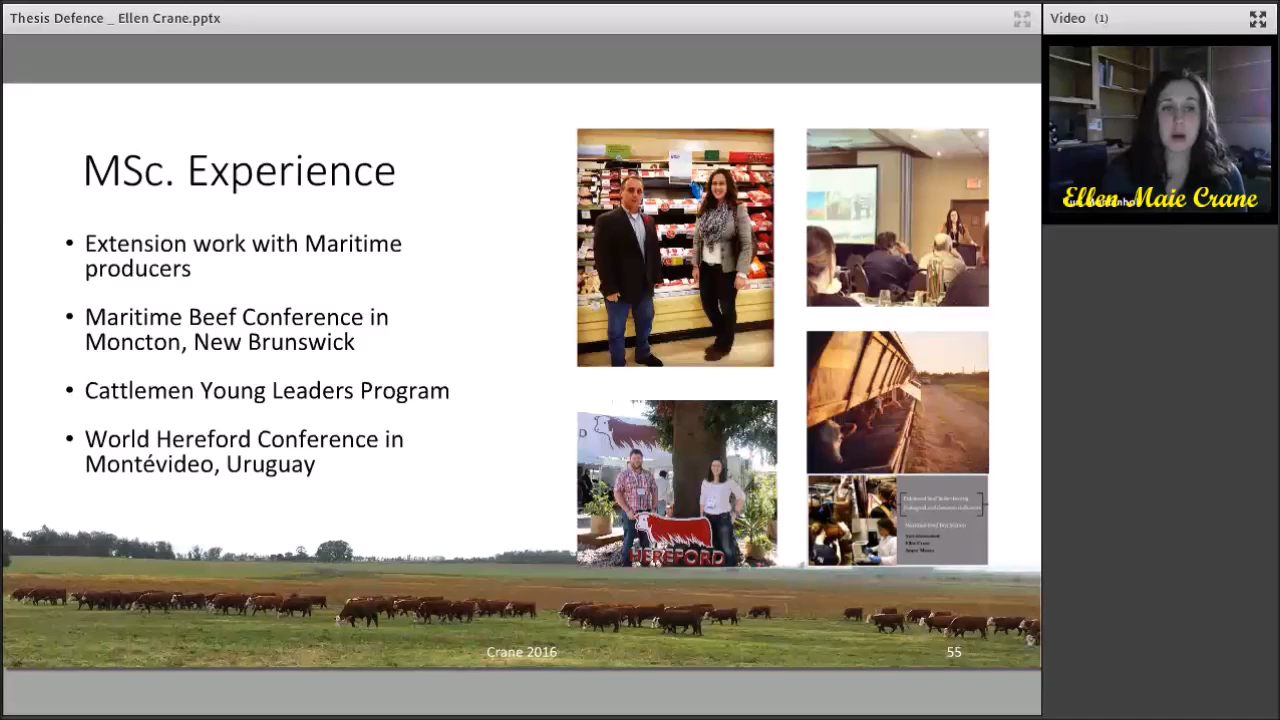 Thesis Defence _ Ellen Crane.pptx
Video (1)
Ellen Maie Crane
MSc. Experience
• Extension work with Maritime
producers
• Maritime Beef Conference in
Moncton, New Brunswick
• Cattlemen Young Leaders Program
• World Hereford Conference in
Montévideo, Uruguay
HEREFORD
Crane 2016
55